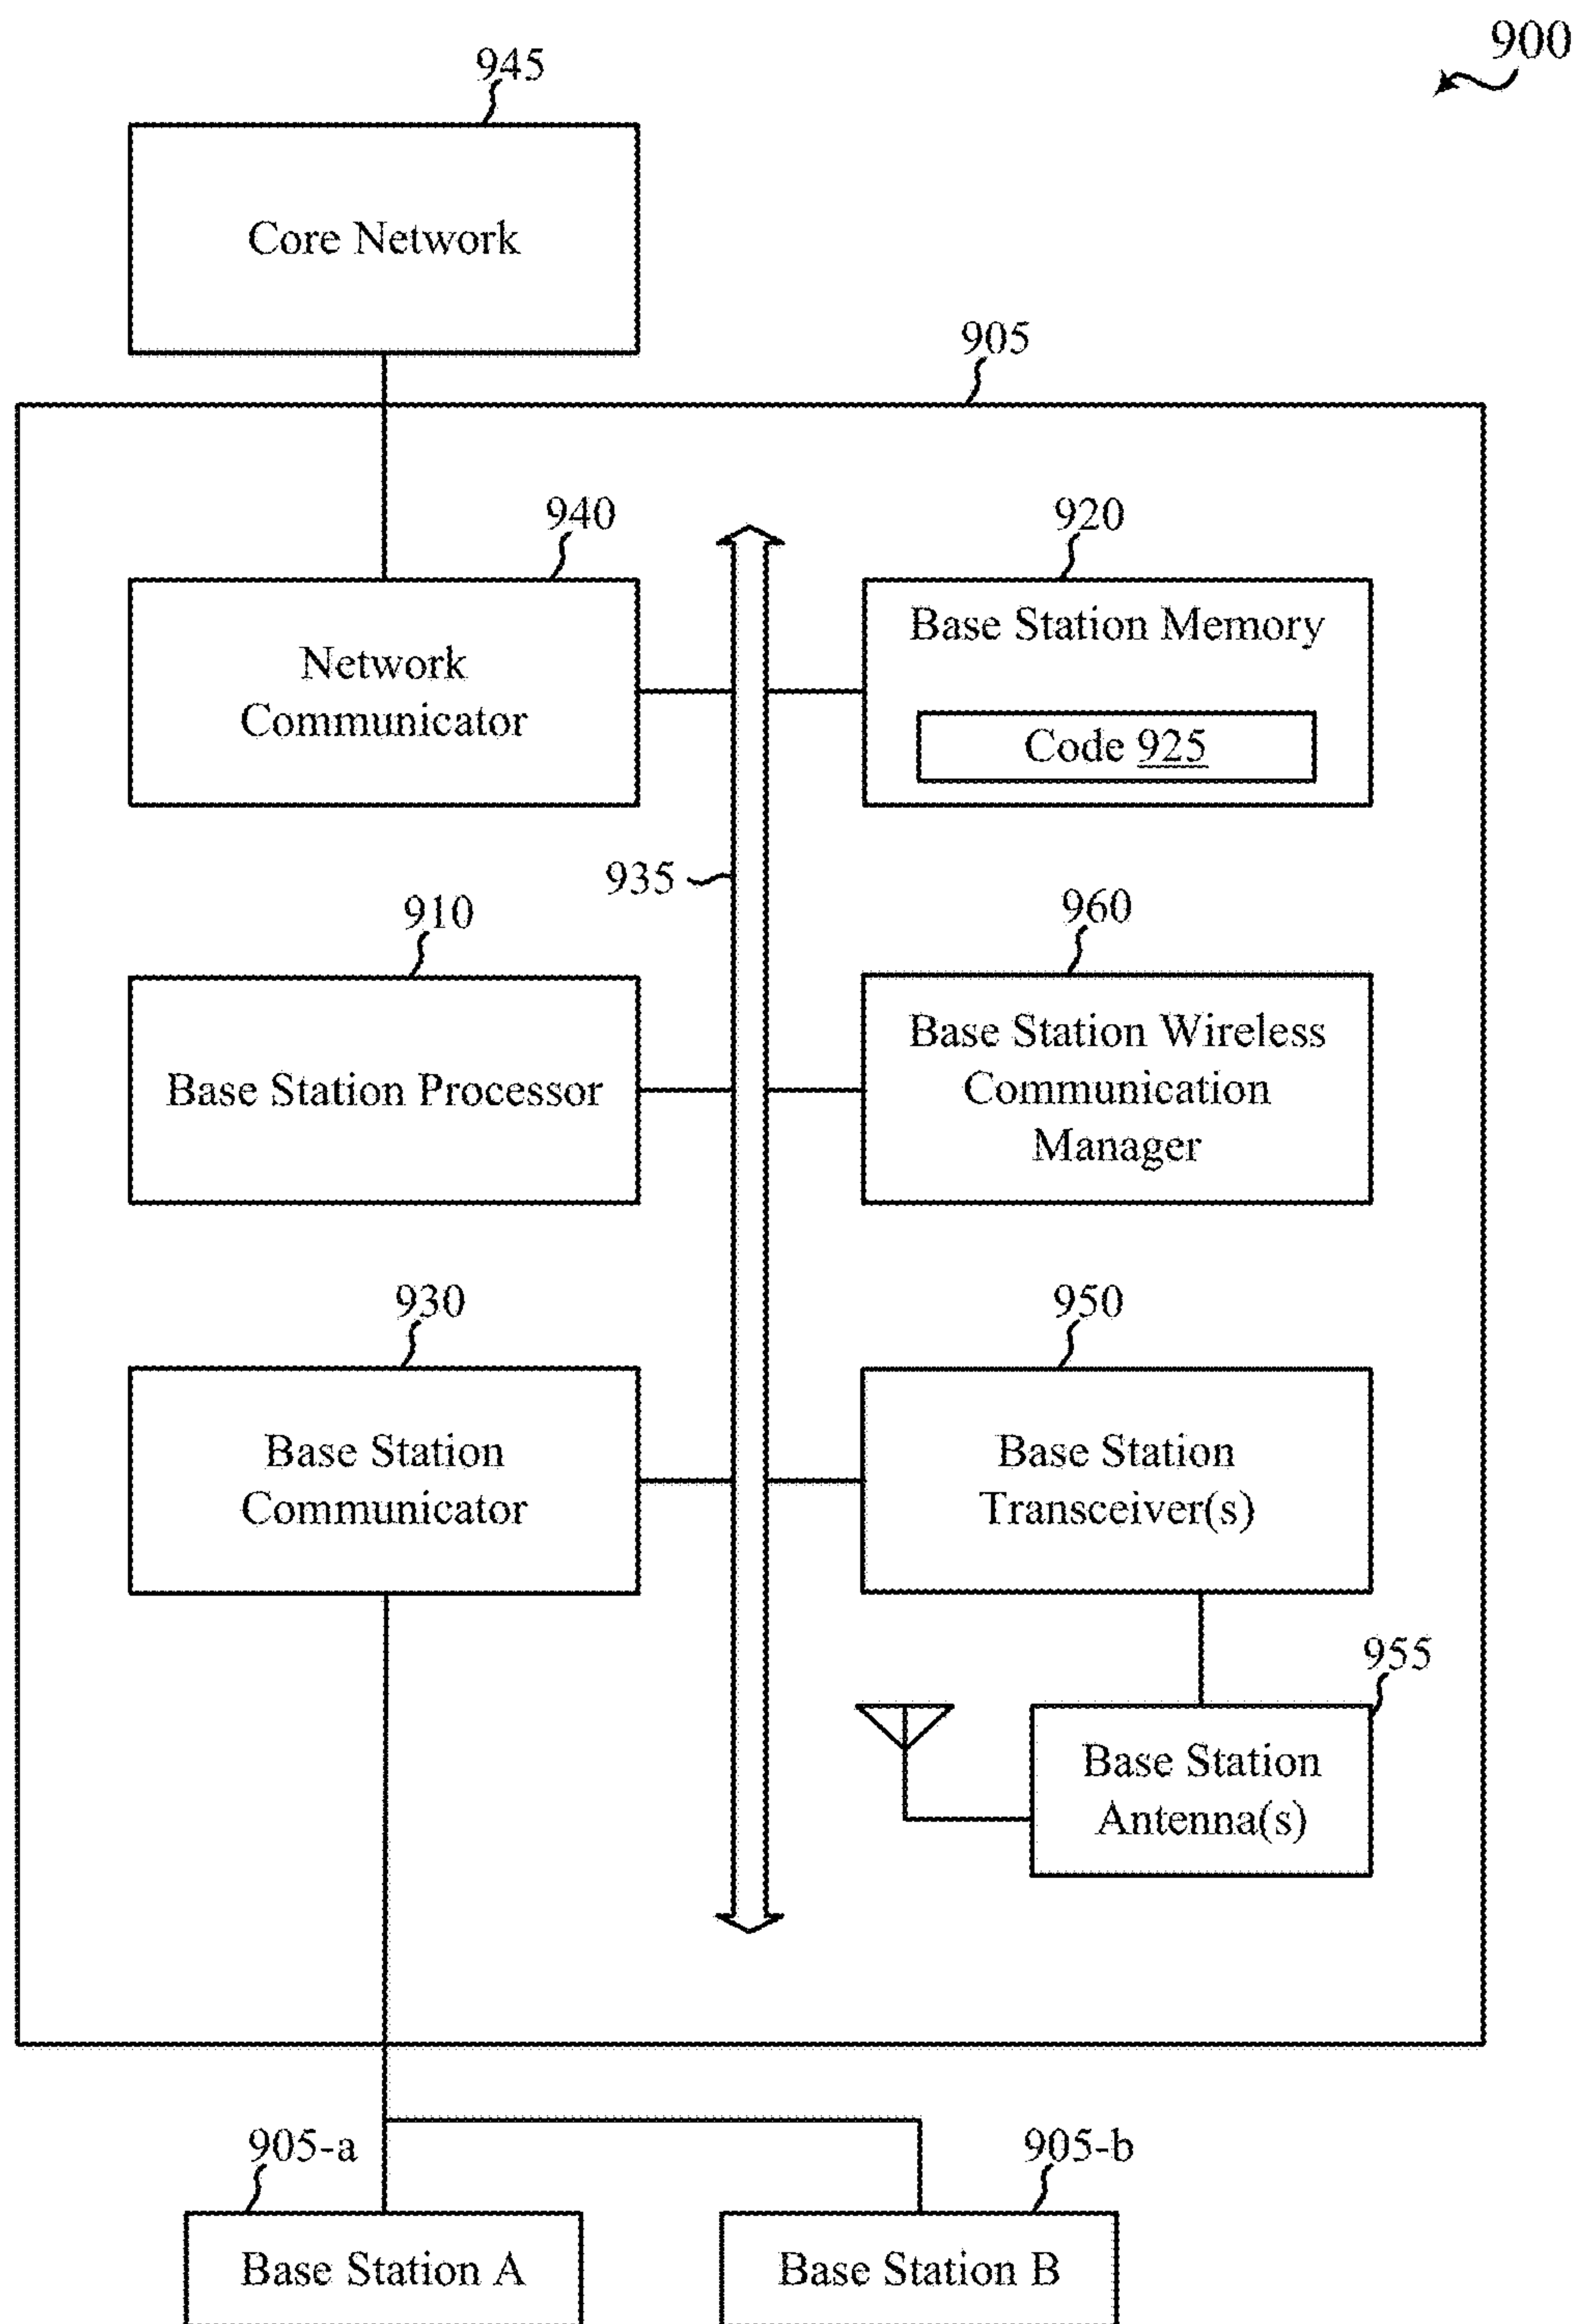 900
945
Core Network
905
940
920
Network
Communicator
Base Station Memory
Code 925
935
910
960
Base Station Processor
Base Station Wireless
Communication
Manager
930
950
Base Station
Communicator
Base Station
Transceiver(s)
955
Base Station
Antenna(s)
905-a
905-b
Base Station A
Base Station B